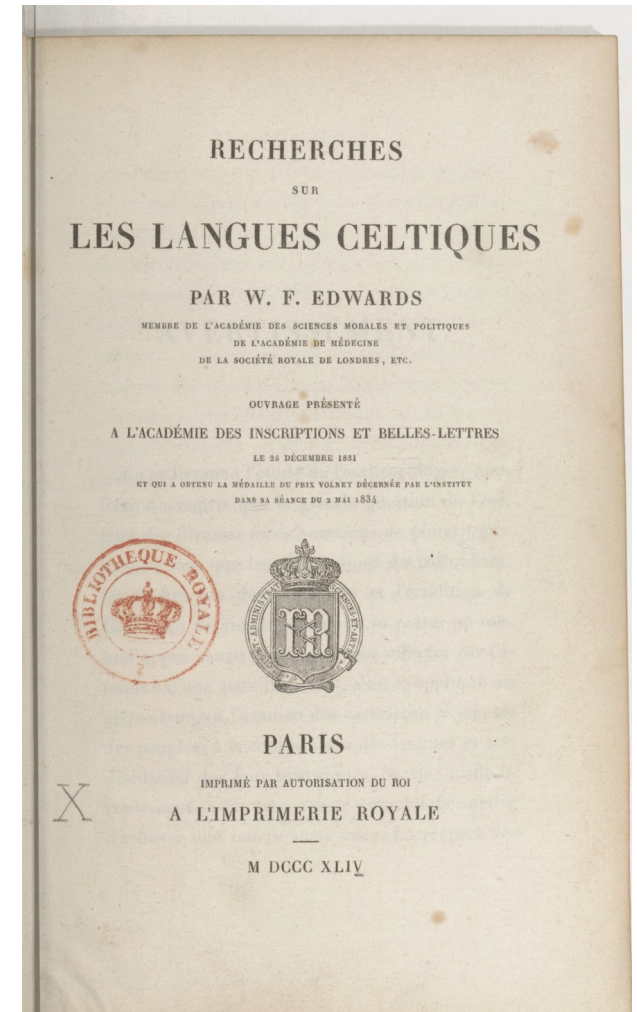 RECHERCHES
SUR
LES LANGUES CELTIQUES
PAR W. F. EDWARDS
MEMBRE DE L'ACADÉMIE DES SCIENCES MORALES ET POLITIQUES
DE L'ACADÉMIE DE MÉDECINE
DE LA SOCIÉTÉ ROYALE DE LONDRES, ETC.
OUVRAGE PRÉSENTÉ
A L'ACADÉMIE DES INSCRIPTIONS ET BELLES-LETTRES
LE 26 DÉCEMBRE 1831
ET QUI A OBTENU LA MÉDAILLE DU PRIX VOLNEY DÉCERNÉE PAR L'INSTITUT
DANS SA SÉANCE DU 2 MAI 1834
BIBLIOTHEQUE ROYALE
PARIS
IMPRIMÉ PAR AUTORISATION DU ROI
X
A L'IMPRIMERIE ROYALE
M DCCC XLIV